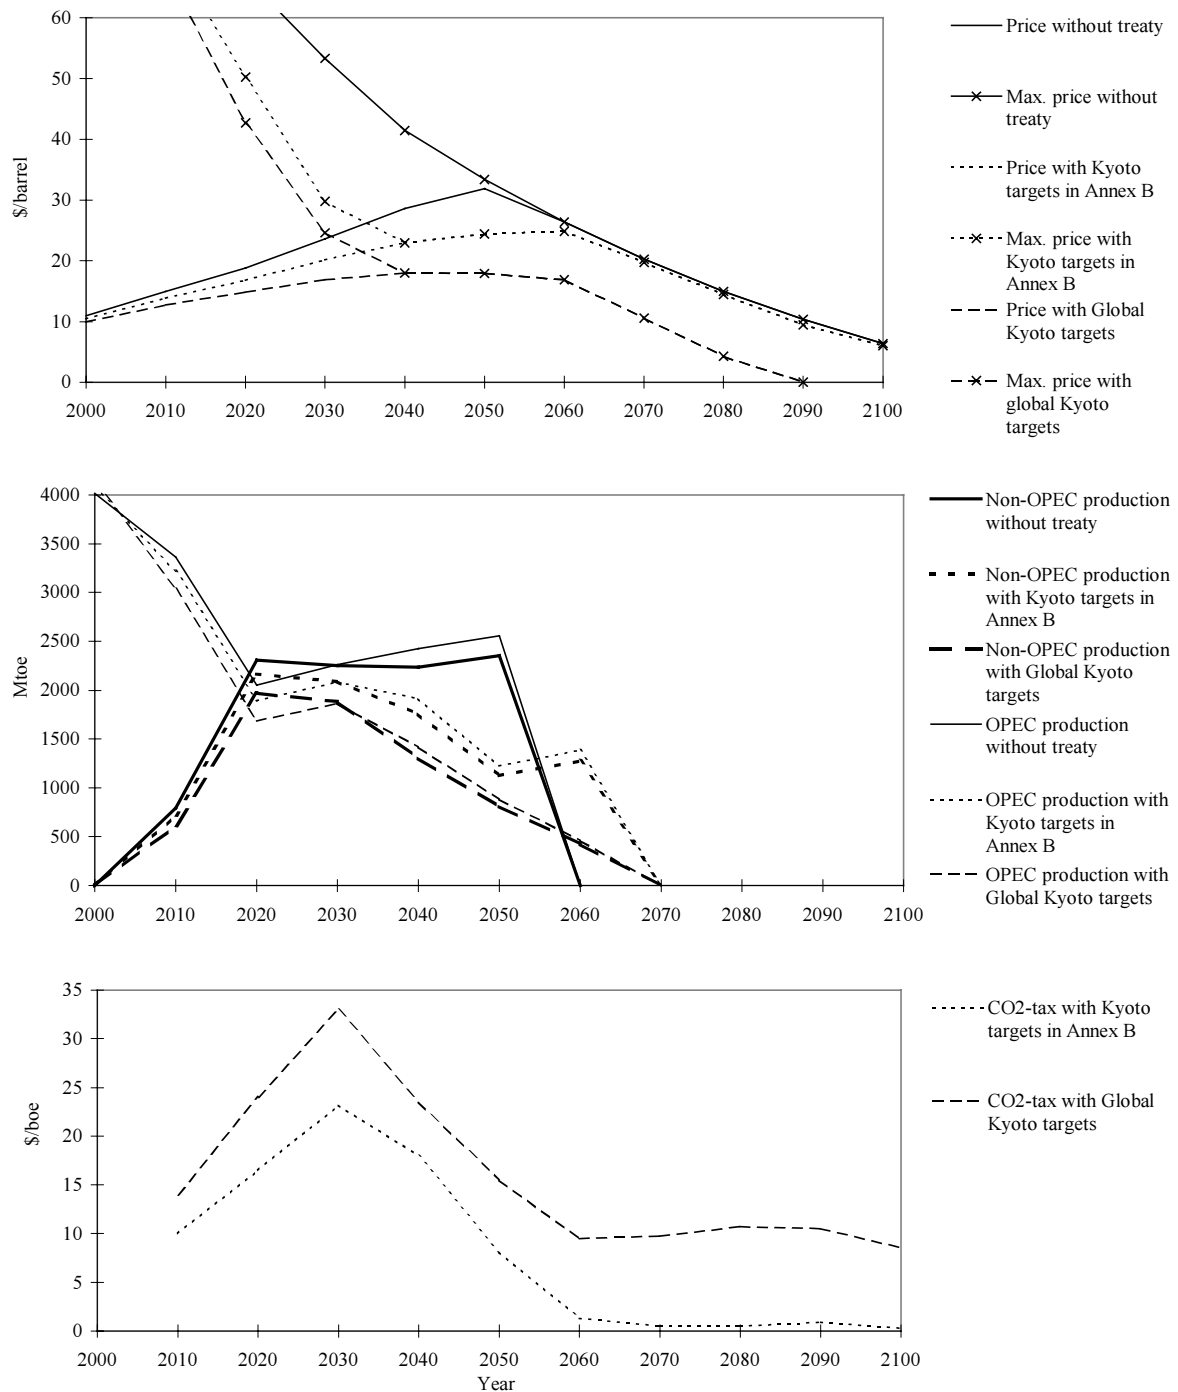 60
50
40
30
20
10
0
$/barrel
2000 2010 2020 2030 2040 2050 2060 2070 2080 2090 2100
Price without treaty
Max. price without
treaty
Price with Kyoto
targets in Annex B
Max. price with
Kyoto targets in
Annex B
Price with Global
Kyoto targets
Max. price with
global Kyoto
targets
4000
3500
3000
2500
2000
1500
1000
500
0
Mtoe
2000 2010 2020 2030 2040 2050 2060 2070 2080 2090 2100
Non-OPEC production
without treaty
Non-OPEC production
with Kyoto targets in
Annex B
Non-OPEC production
with Global Kyoto
targets
OPEC production
without treaty
OPEC production with
Kyoto targets in
Annex B
OPEC production with
Global Kyoto targets
35
30
25
20
15
10
5
0
$/boe
2000 2010 2020 2030 2040 2050 2060 2070 2080 2090 2100
Year
CO2-tax with Kyoto
targets in Annex B
CO2-tax with Global
Kyoto targets